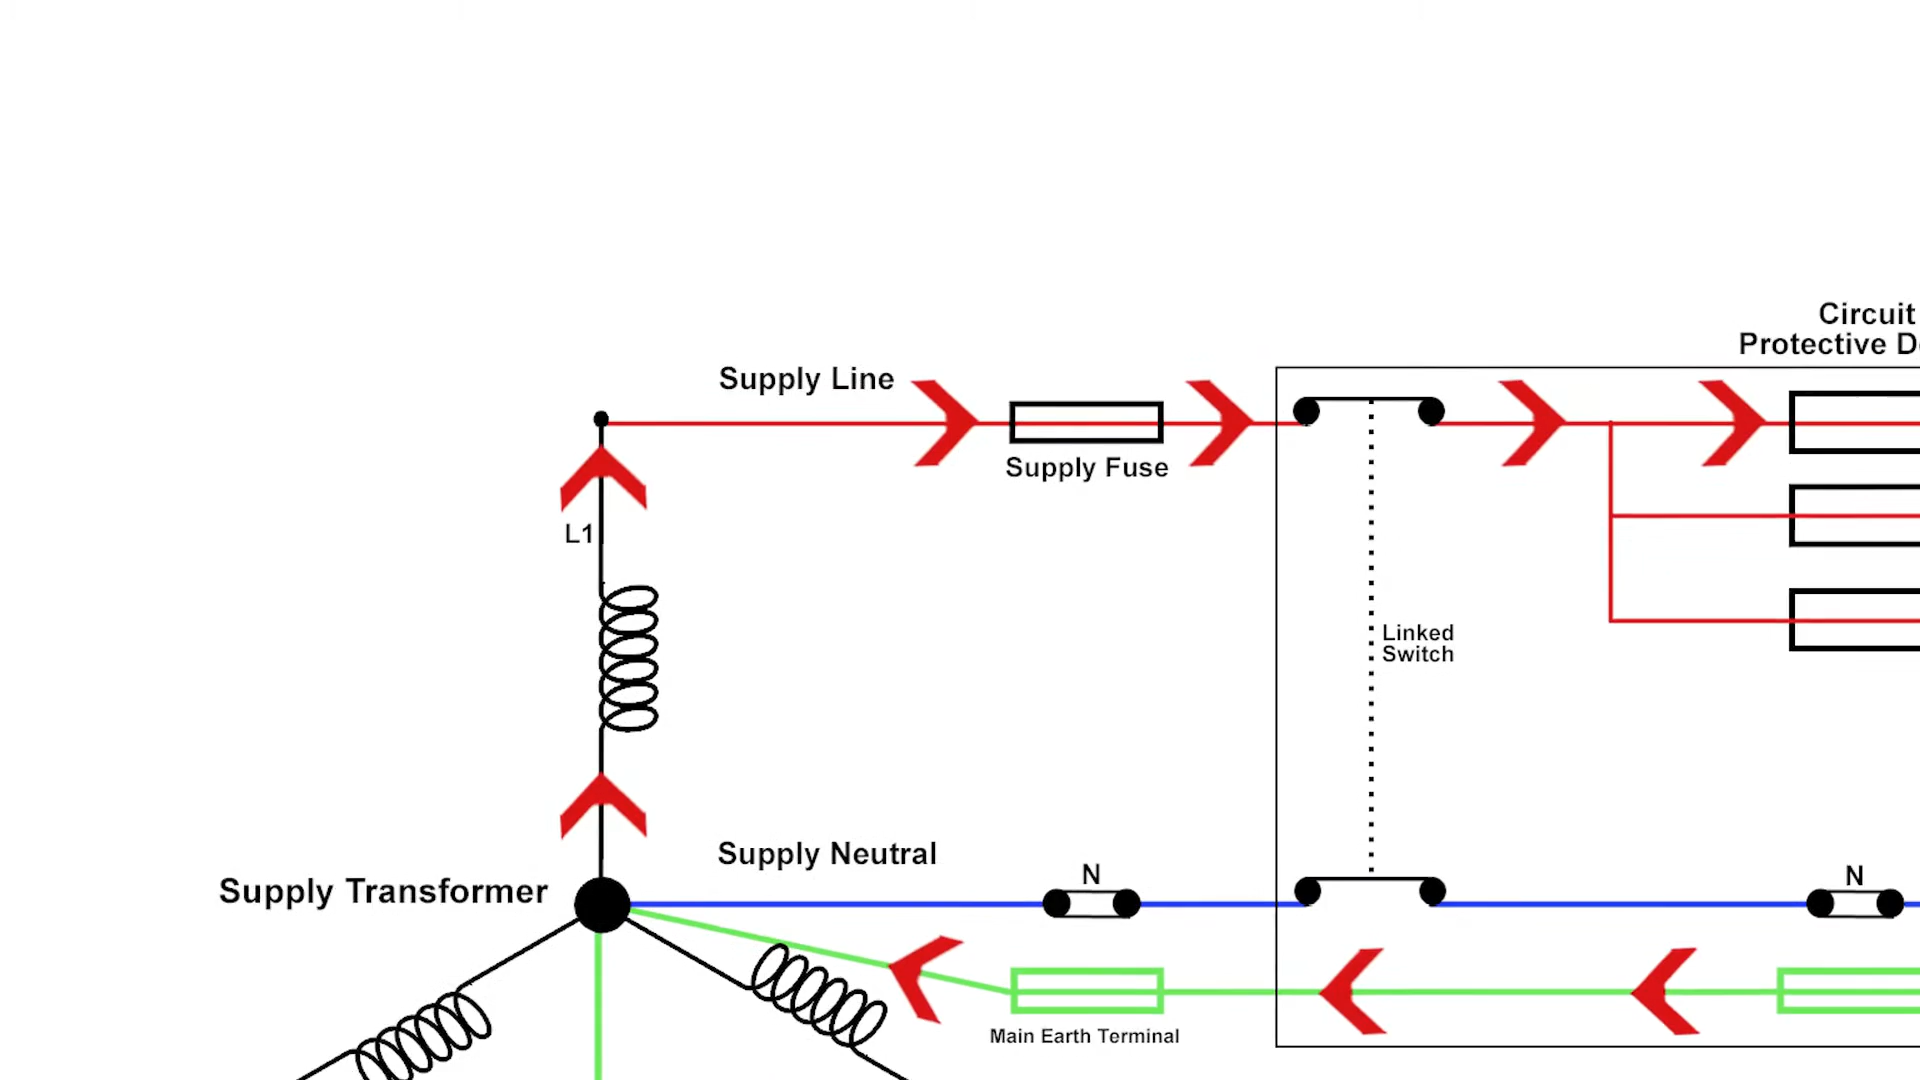 Circuit
Protective
Supply Line
Supply Fuse
L1
Linked
Switch
Supply Neutral
N
N
Supply Transformer
Main Earth Terminal